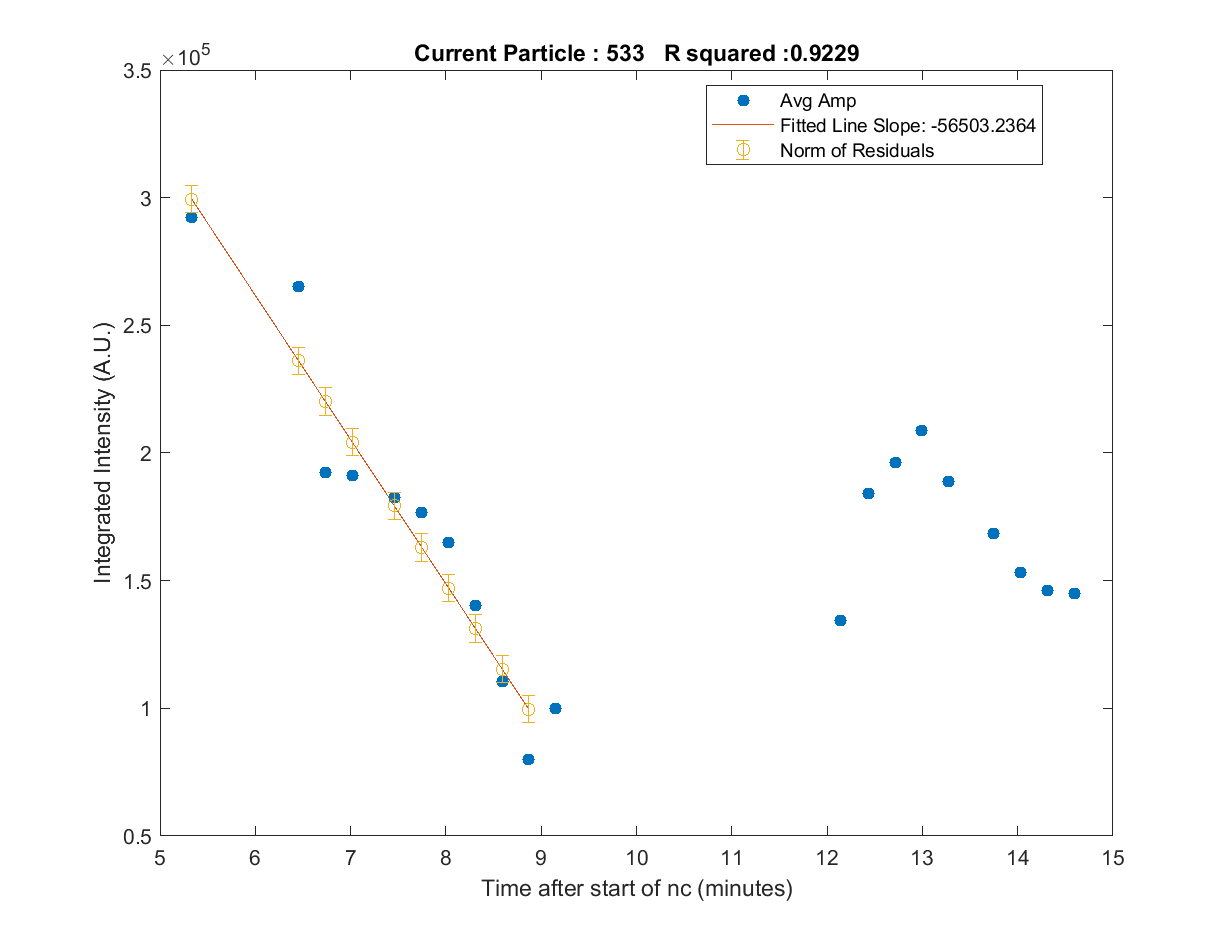 Current Particle : 533   R squared :0.9229
×10^5
Avg Amp
Fitted Line Slope: -56503.2364
Norm of Residuals
3.5
3
2.5
2
1.5
1
0.5
Integrated Intensity (A.U.)
5 6 7 8 9 10 11 12 13 14 15
Time after start of nc (minutes)